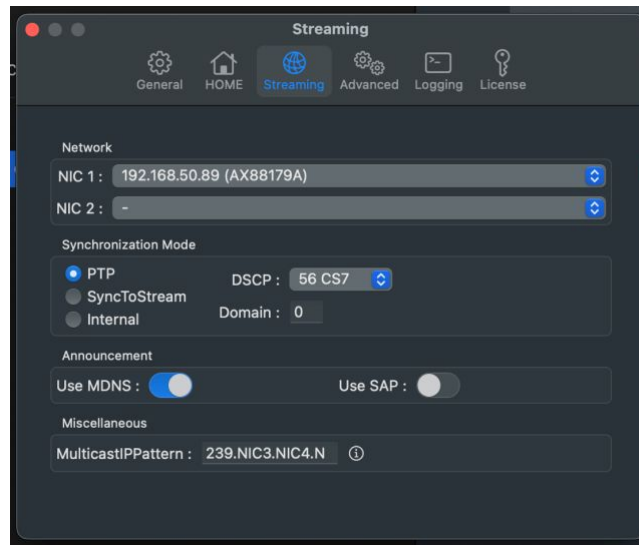 Streaming
General HOME Streaming Advanced Logging License
Network
NIC 1 : 192.168.50.89 (AX88179A)
NIC 2 : -
Synchronization Mode
PTP
DSCP : 56 CS7
SyncToStream
Domain : 0
Internal
Announcement
Use MDNS : Use SAP :
Miscellaneous
MulticastIPPattern : 239.NIC3.NIC4.N